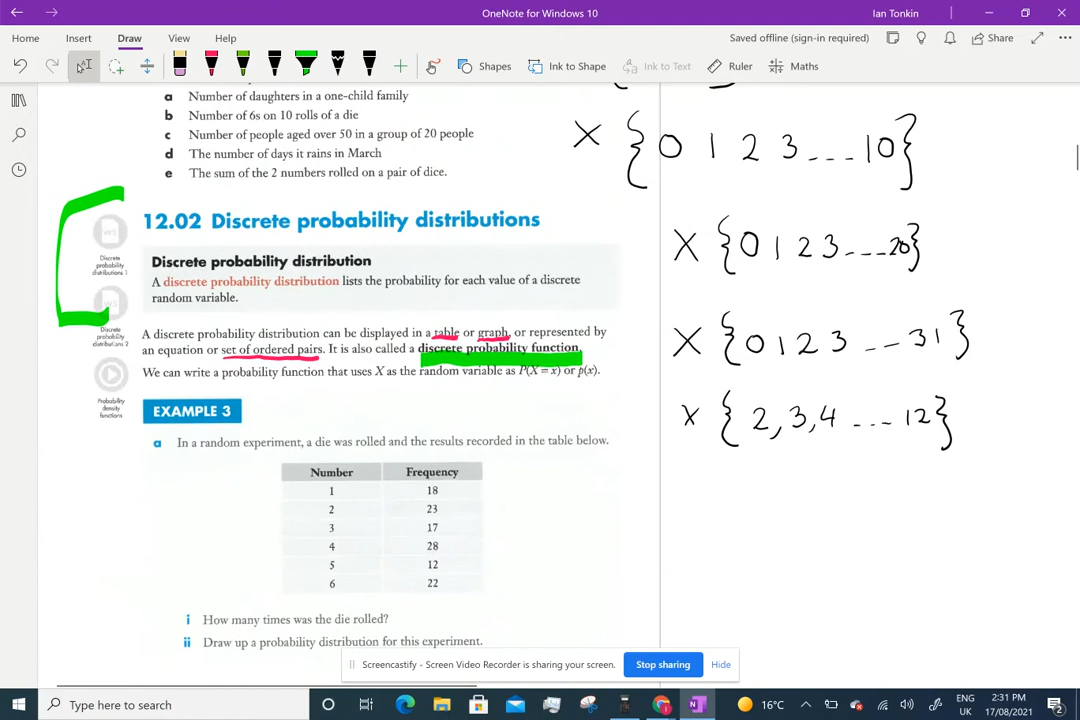 OneNote for Windows 10
Ian Tonkin
Home Insert Draw View Help
Saved offline (sign-in required)
Share
Shapes
Ink to Shape
Ink to Text
Ruler
Maths
a Number of daughters in a one-child family
b Number of 6s on 10 rolls of a die
c Number of people aged over 50 in a group of 20 people
d The number of days it rains in March
e The sum of the 2 numbers rolled on a pair of dice.
X {0 1 2 3 ... 10}
X {0 1 2 3 ... 20}
X {0 1 2 3 ... 31}
X {2, 3, 4 ... 12}
12.02 Discrete probability distributions
WS
Discrete
probability
distributions 1
WS
Discrete
probability
distributions 2
Probability
density
functions
Discrete probability distribution
A discrete probability distribution lists the probability for each value of a discrete
random variable.
A discrete probability distribution can be displayed in a table or graph, or represented by
an equation or set of ordered pairs. It is also called a discrete probability function.
We can write a probability function that uses X as the random variable as P(X = x) or p(x).
EXAMPLE 3
a In a random experiment, a die was rolled and the results recorded in the table below.
Number Frequency
1 18
2 23
3 17
4 28
5 12
6 22
i How many times was the die rolled?
ii Draw up a probability distribution for this experiment.
Screencastify - Screen Video Recorder is sharing your screen.
Stop sharing
Hide
Type here to search
16°C
ENG
UK
2:31 PM
17/08/2021
2